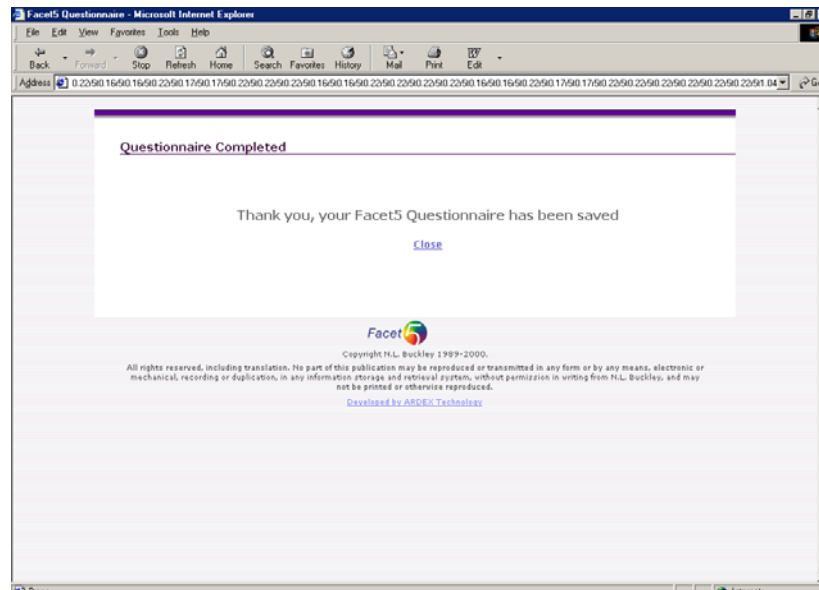 Facet5 Questionnaire - Microsoft Internet Explorer
File Edit View Favorites Tools Help
Back Forward Stop Refresh Home Search Favorites History Mail Print Edit
Address
Questionnaire Completed
Thank you, your Facet5 Questionnaire has been saved
Close
Facet5
Copyright N.L. Buckley 1989-2000.
All rights reserved, including translation. No part of this publication may be reproduced or transmitted in any form or by any means, electronic or
mechanical, recording or duplication, in any information storage and retrieval system, without permission in writing from N.L. Buckley, and may
not be printed or otherwise reproduced.
Developed by ARDEX Technology